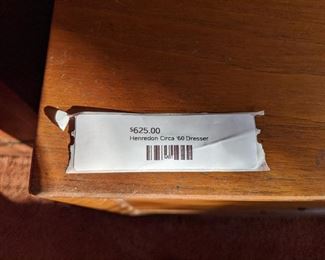 $625.00
Henredon Circa '60 Dresser